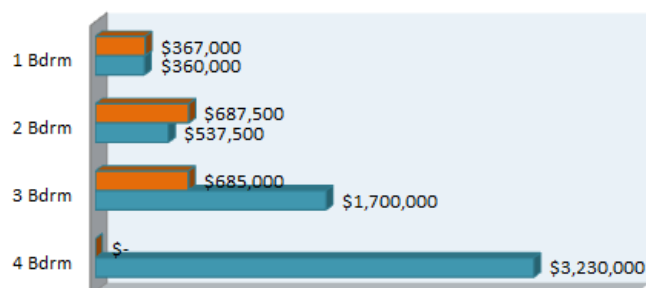 1 Bdrm
$367,000
$360,000
2 Bdrm
$687,500
$537,500
3 Bdrm
$685,000
$1,700,000
4 Bdrm
$-
$3,230,000